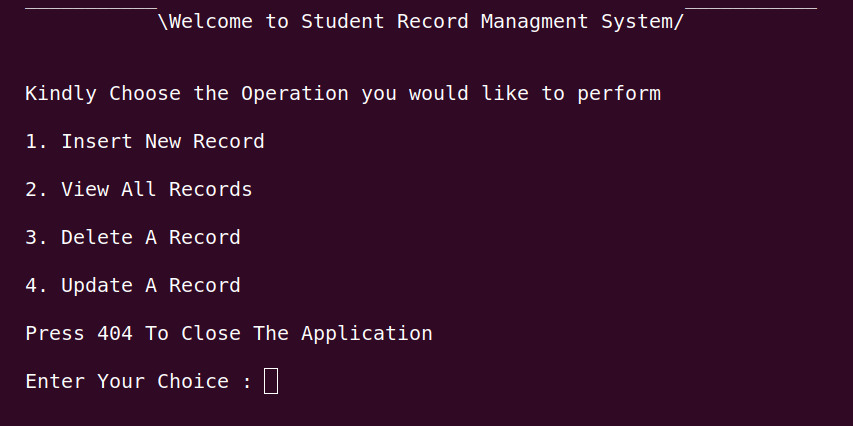 ___________\Welcome to Student Record Managment System/___________
Kindly Choose the Operation you would like to perform
1. Insert New Record
2. View All Records
3. Delete A Record
4. Update A Record
Press 404 To Close The Application
Enter Your Choice :